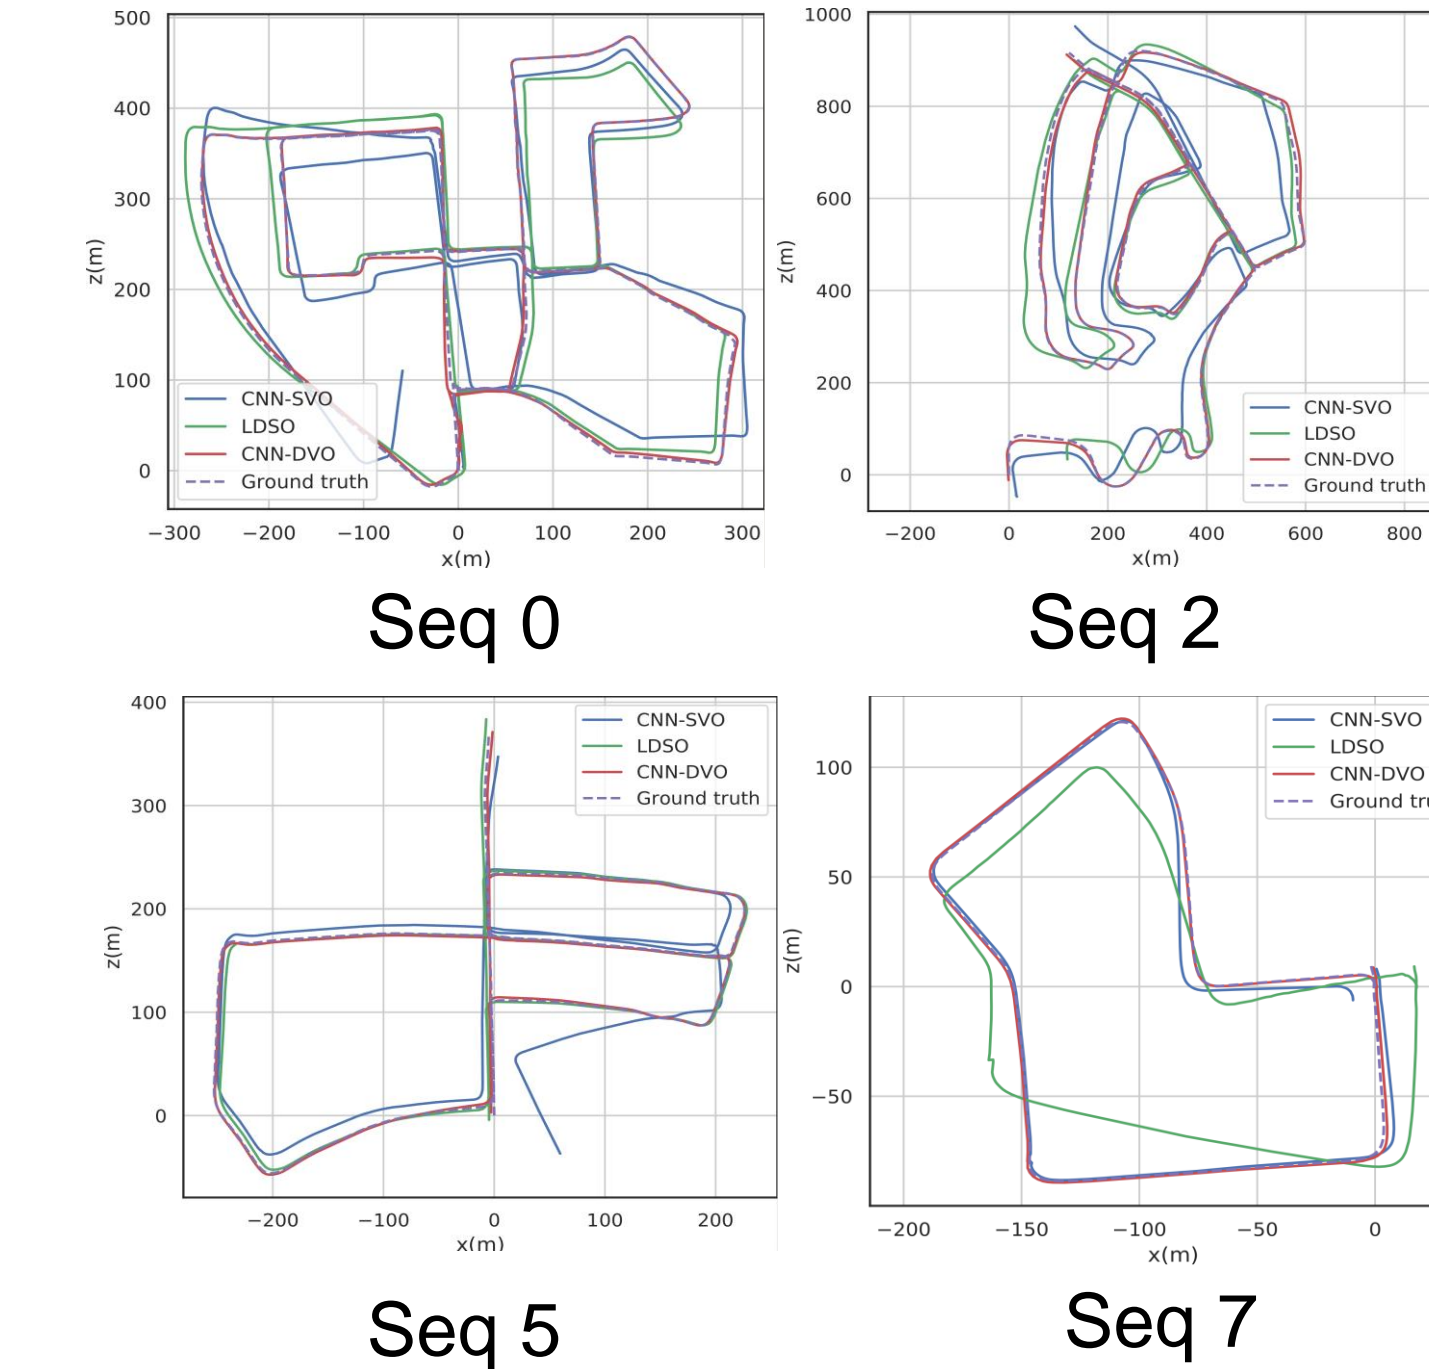 500
400
300
200
100
0
z(m)
−300 −200 −100 0 100 200 300
x(m)
CNN-SVO
LDSO
CNN-DVO
Ground truth
Seq 0
1000
800
600
400
200
0
z(m)
−200 0 200 400 600 800
x(m)
CNN-SVO
LDSO
CNN-DVO
Ground truth
Seq 2
400
300
200
100
0
z(m)
−200 −100 0 100 200
x(m)
CNN-SVO
LDSO
CNN-DVO
Ground truth
Seq 5
100
50
0
−50
z(m)
−200 −150 −100 −50 0
x(m)
CNN-SVO
LDSO
CNN-DVO
Ground tru
Seq 7